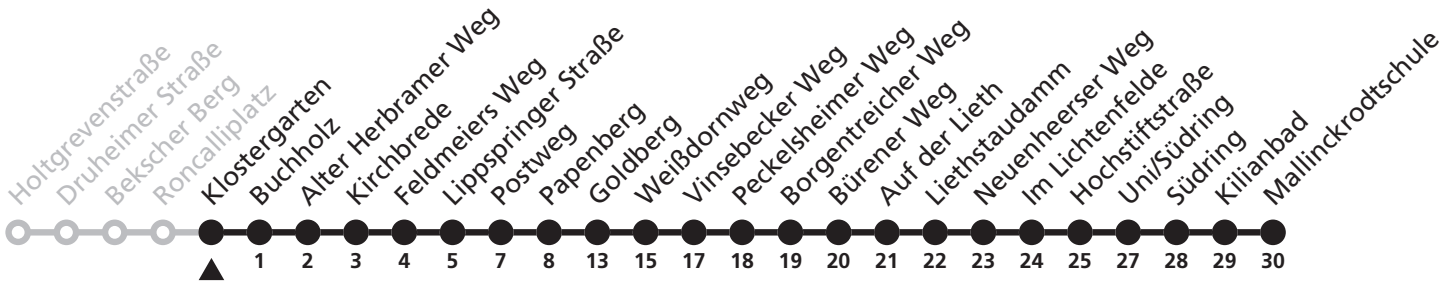 Holtgrevenstraße
Druheimer Straße
Bekscher Berg
Roncalliplatz
Klostergarten
Buchholz
Alter Herbramer Weg
Kirchbrede
Feldmeiers Weg
Lippspringer Straße
Postweg
Papenberg
Goldberg
Weißdornweg
Vinsebecker Weg
Peckelsheimer Weg
Borgentreicher Weg
Bürener Weg
Auf der Lieth
Liethstaudamm
Neuenheerser Weg
Im Lichtenfelde
Hochstiftstraße
Uni/Südring
Südring
Kilianbad
Mallinckrodtschule
1 2 3 4 5 7 8 13 15 17 18 19 20 21 22 23 24 25 27 28 29 30